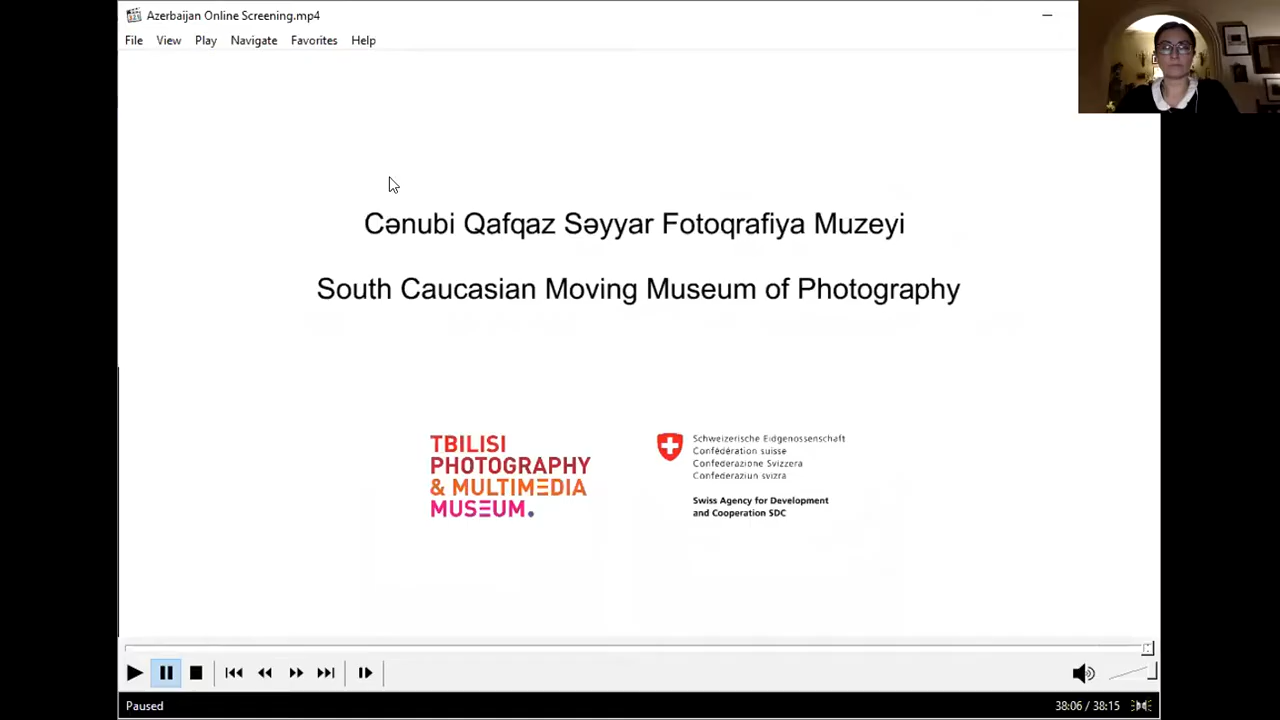 Azerbaijan Online Screening.mp4
File View Play Navigate Favorites Help
Cənubi Qafqaz Səyyar Fotoqrafiya Muzeyi
South Caucasian Moving Museum of Photography
TBILISI
PHOTOGRAPHY
& MULTIMEDIA
MUSEUM.
Schweizerische Eidgenossenschaft
Confédération suisse
Confederazione Svizzera
Confederaziun svizra
Swiss Agency for Development
and Cooperation SDC
Paused
38:06 / 38:15